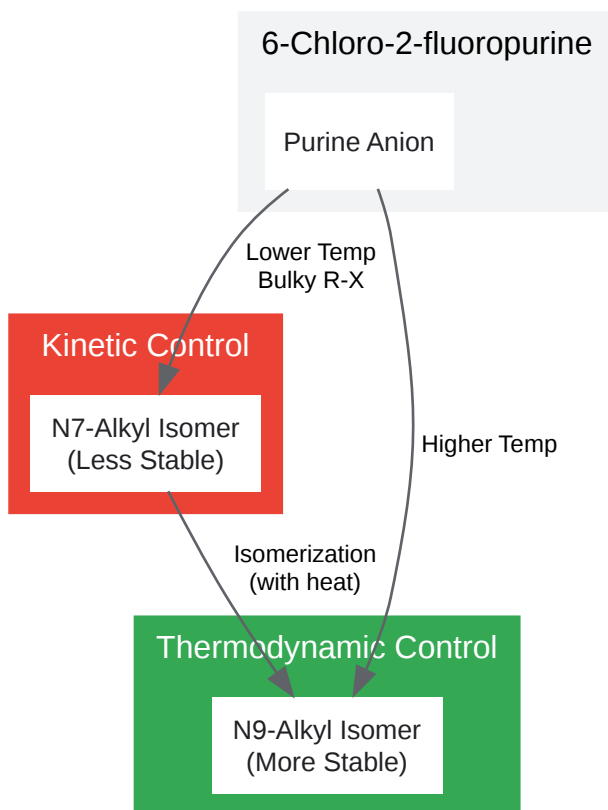 6-Chloro-2-fluoropurine
Purine Anion
Lower Temp
Bulky R-X
Kinetic Control
N7-Alkyl Isomer
(Less Stable)
Higher Temp
Isomerization
(with heat)
Thermodynamic Control
N9-Alkyl Isomer
(More Stable)